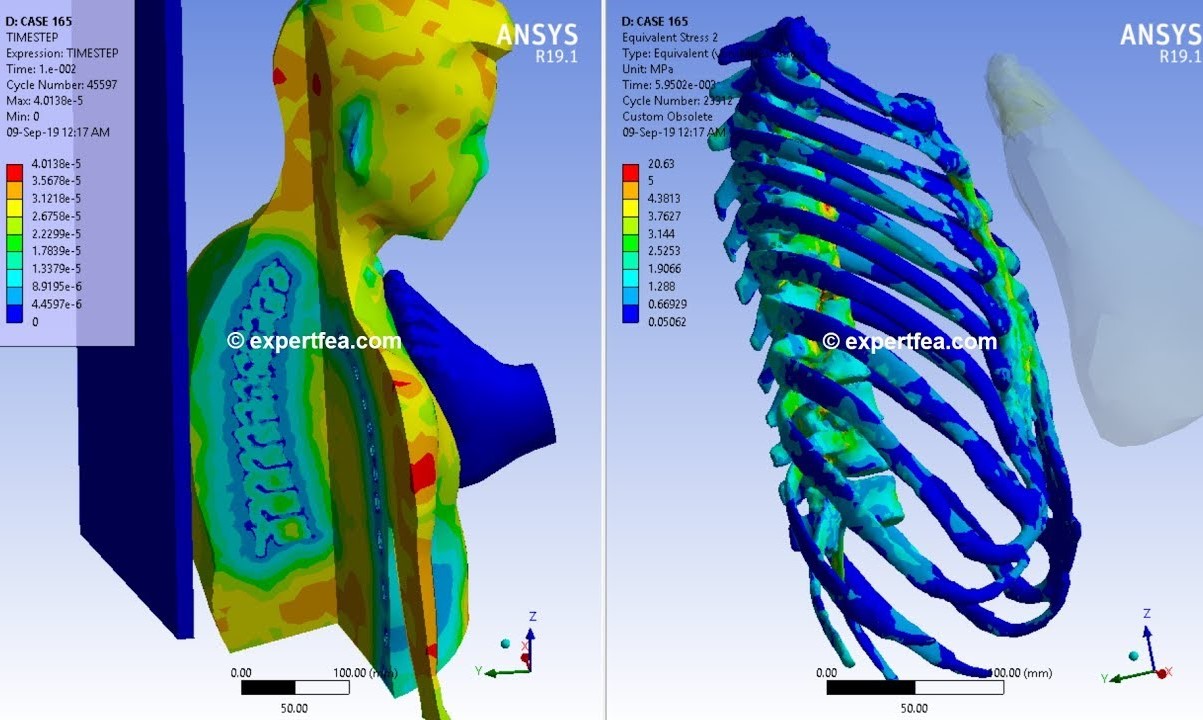 D: CASE 165
TIMESTEP
Expression: TIMESTEP
Time: 1.e-002
Cycle Number: 45597
Max: 4.0138e-5
Min: 0
09-Sep-19 12:17 AM
4.0138e-5
3.5678e-5
3.1218e-5
2.6758e-5
2.2299e-5
1.7839e-5
1.3379e-5
8.9195e-6
4.4597e-6
0
ANSYS
R19.1
© expertfea.com
Z
X
Y
0.00
100.00 (mm)
50.00
D: CASE 165
Equivalent Stress 2
Type: Equivalent
Unit: MPa
Time: 5.9502e-003
Cycle Number: 23912
Custom Obsolete
09-Sep-19 12:17 AM
20.63
5
4.3813
3.7627
3.144
2.5253
1.9066
1.288
0.66929
0.05062
ANSYS
R19.1
© expertfea.com
Z
X
Y
0.00
100.00 (mm)
50.00